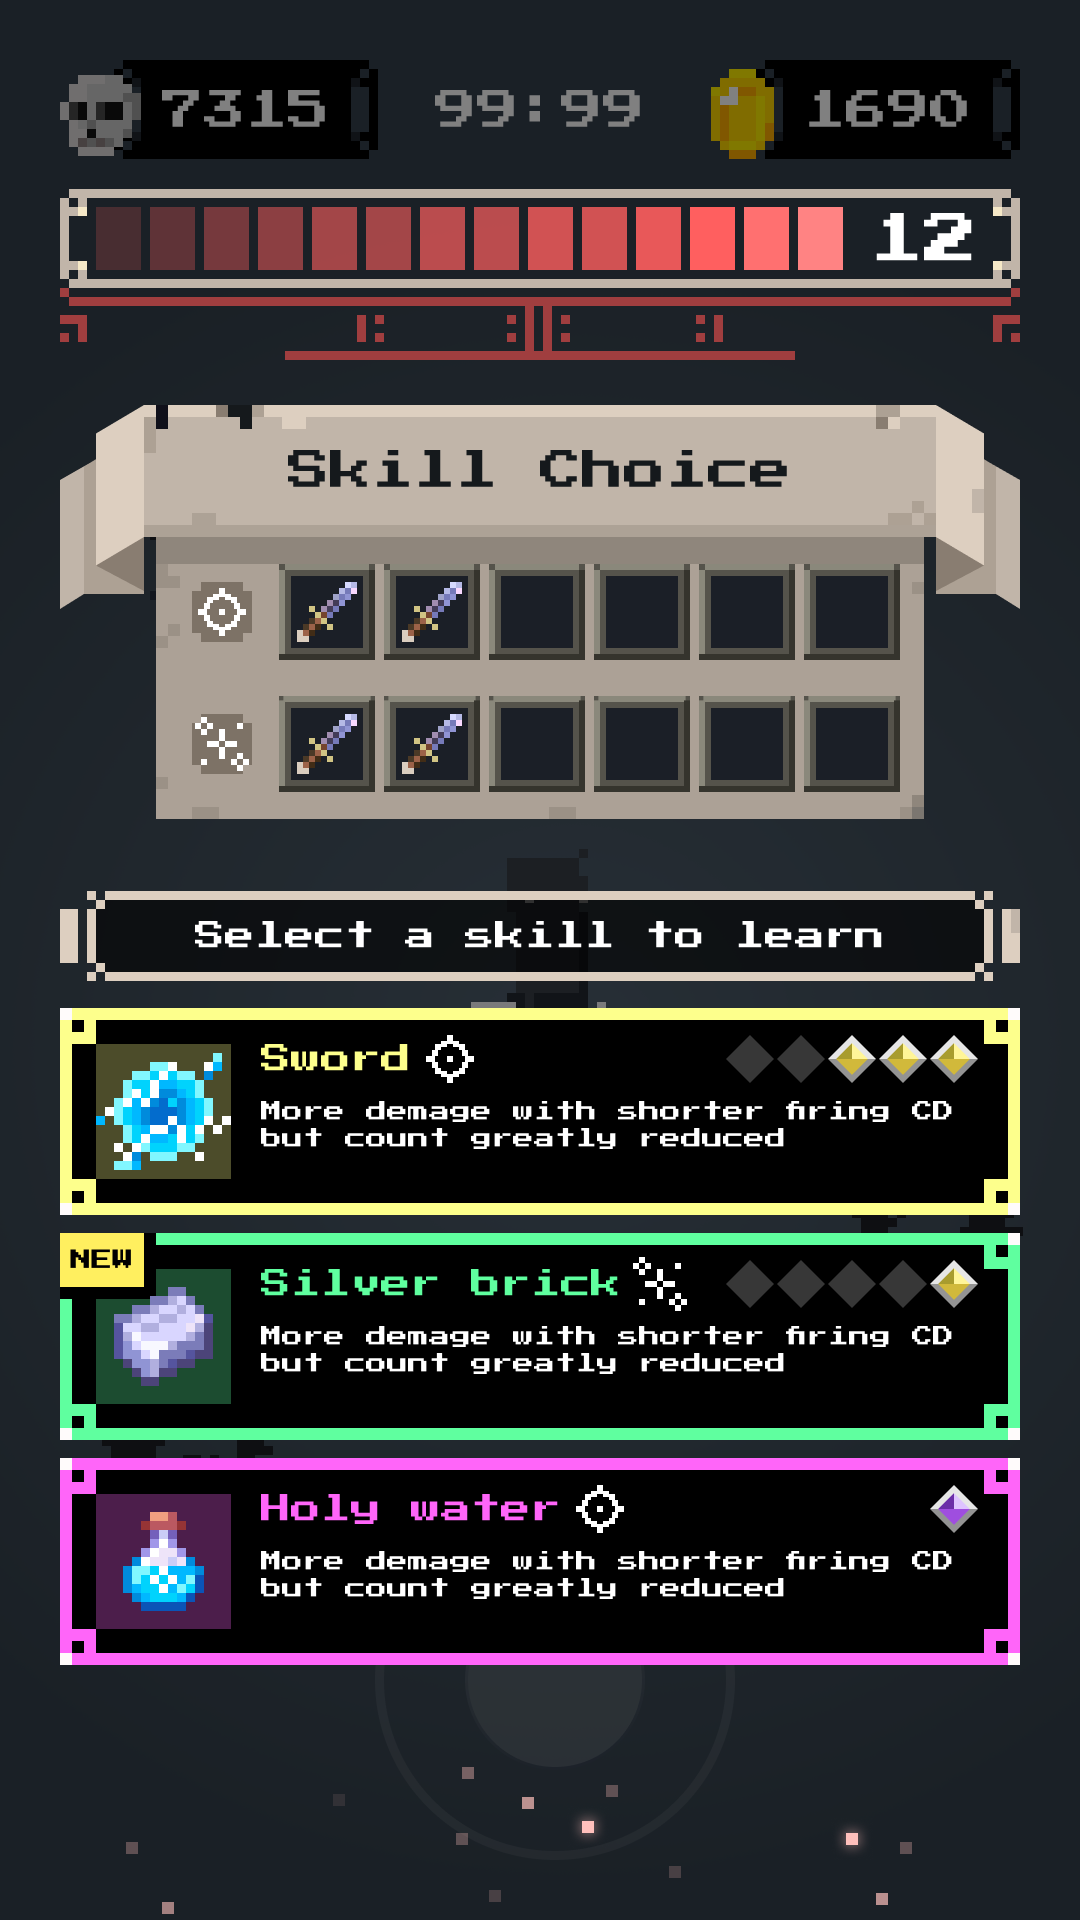 7315 99:99 1690
12
Skill Choice
Select a skill to learn
Sword
More demage with shorter firing CD
but count greatly reduced
NEW
Silver brick
More demage with shorter firing CD
but count greatly reduced
Holy water
More demage with shorter firing CD
but count greatly reduced